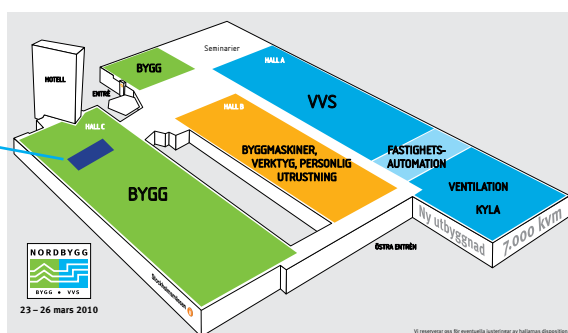 Seminarier
HALL A
BYGG
MOTELL
VVS
ENTRÉ
HALL B
HALL C
BYGGMASKINER,
VERKTYG, PERSONLIG
UTRUSTNING
FASTIGHETS-
AUTOMATION
BYGG
VENTILATION
KYLA
Ny utbyggnad
7.000 kvm
ÖSTRA ENTRÉN
NORDBYGG
BYGG • VVS
Stockholmsmässan
23 – 26 mars 2010
Vi reserverar oss för eventuella justeringar av hallarnas disposition